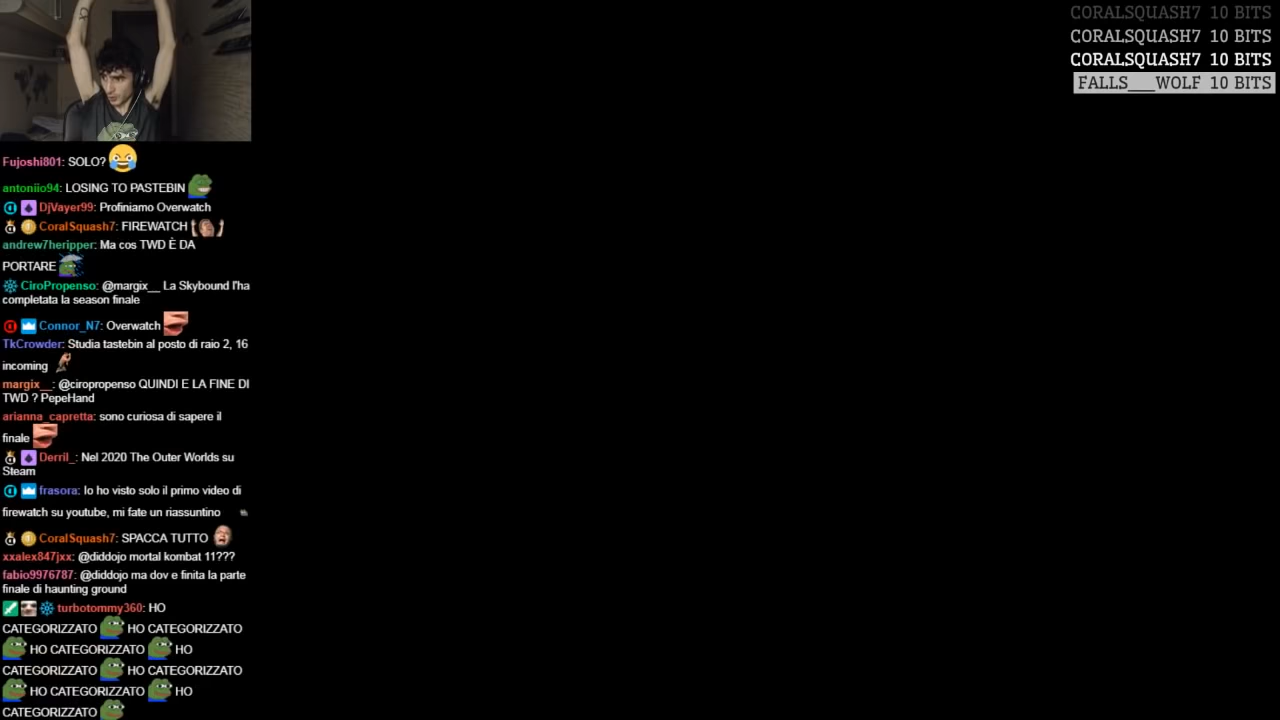 CORALSQUASH7 10 BITS
CORALSQUASH7 10 BITS
CORALSQUASH7 10 BITS
FALLS___WOLF 10 BITS
Fujoshi801: SOLO?
antoniio94: LOSING TO PASTEBIN
DjVayer99: Profiniamo Overwatch
CoralSquash7: FIREWATCH
andrew7heripper: Ma cos TWD È DA
PORTARE
CiroPropenso: @margix__ La Skybound l'ha
completata la season finale
Connor_N7: Overwatch
TkCrowder: Studia tastebin al posto di raio 2, 16
incoming
margix__: @ciropropenso QUINDI E LA FINE DI
TWD ? PepeHand
arianna_capretta: sono curiosa di sapere il
finale
Derril_: Nel 2020 The Outer Worlds su
Steam
frasora: Io ho visto solo il primo video di
firewatch su youtube, mi fate un riassuntino
CoralSquash7: SPACCA TUTTO
xxalex847jxx: @diddojo mortal kombat 11???
fabio9976787: @diddojo ma dov e finita la parte
finale di haunting ground
turbotommy360: HO
CATEGORIZZATO HO CATEGORIZZATO
HO CATEGORIZZATO HO
CATEGORIZZATO HO CATEGORIZZATO
HO CATEGORIZZATO HO
CATEGORIZZATO